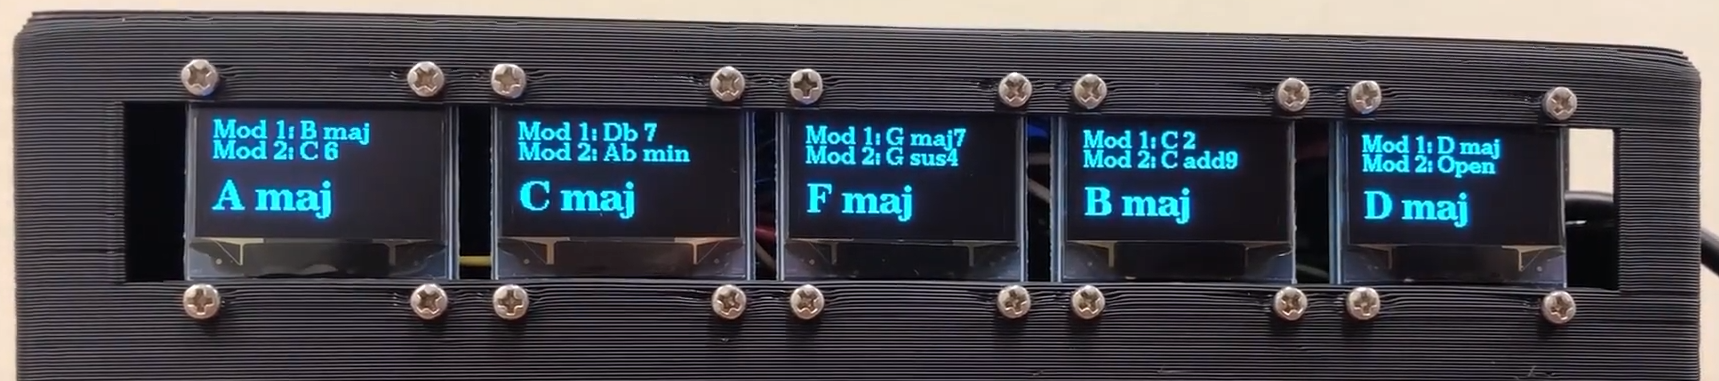 Mod 1: B maj
Mod 2: C 6
A maj
Mod 1: Db 7
Mod 2: Ab min
C maj
Mod 1: G maj7
Mod 2: G sus4
F maj
Mod 1: C 2
Mod 2: C add9
B maj
Mod 1: D maj
Mod 2: Open
D maj